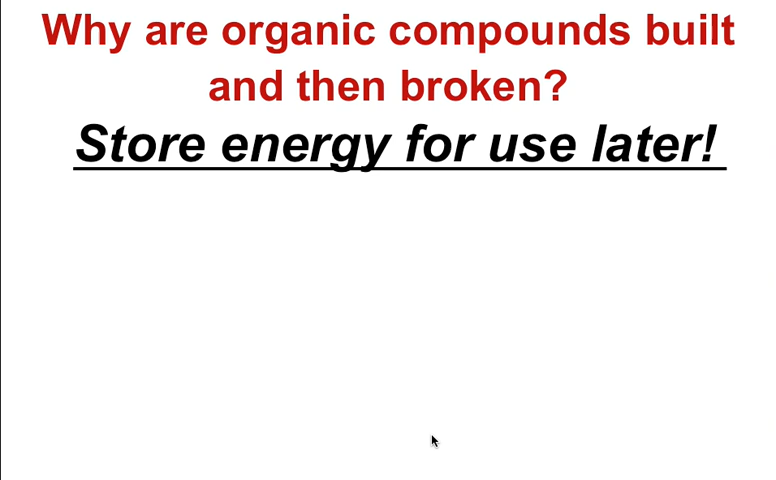 Why are organic compounds built
and then broken?
Store energy for use later!